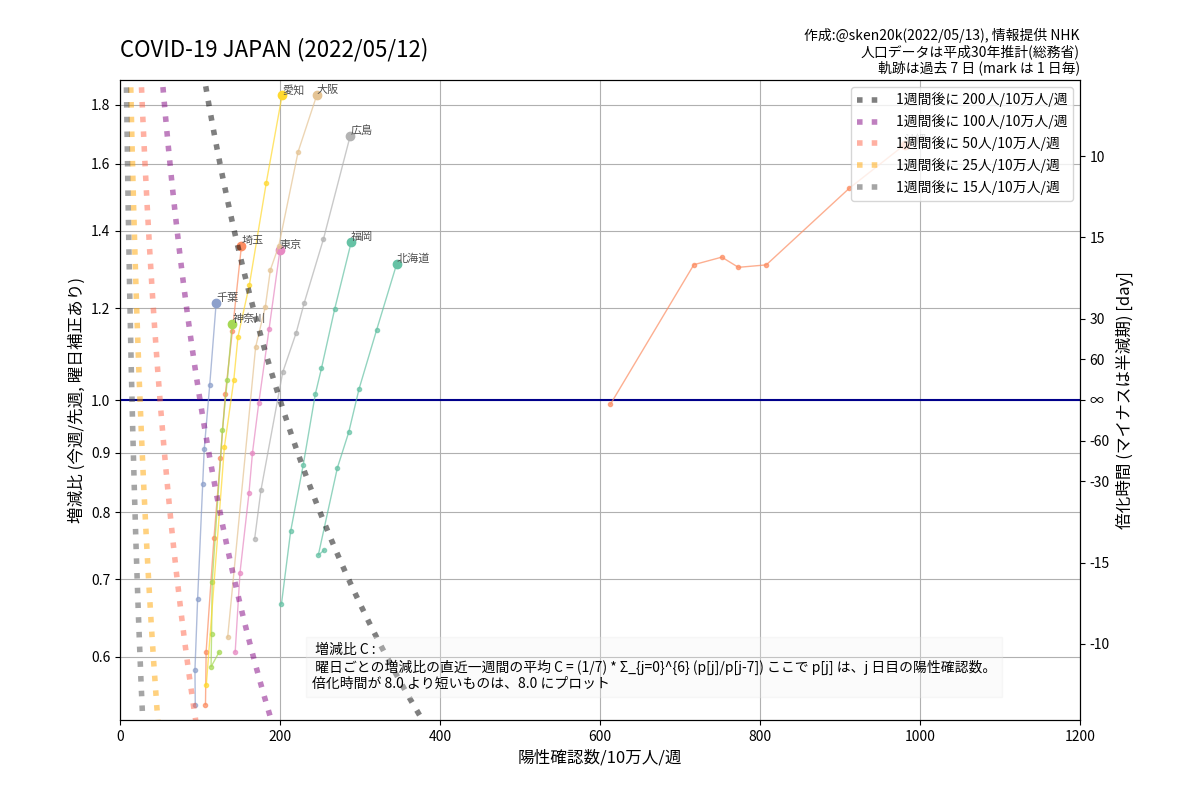 COVID-19 JAPAN (2022/05/12)
作成:@sken20k(2022/05/13), 情報提供 NHK
人口データは平成30年推計(総務省)
軌跡は過去 7 日 (mark は 1 日毎)
1週間後に 200人/10万人/週
1週間後に 100人/10万人/週
1週間後に 50人/10万人/週
1週間後に 25人/10万人/週
1週間後に 15人/10万人/週
愛知
大阪
広島
埼玉
東京
福岡
北海道
千葉
神奈川
増減比 (今週/先週, 曜日補正あり)
1.8
1.6
1.4
1.2
1.0
0.9
0.8
0.7
0.6
倍化時間 (マイナスは半減期) [day]
10
15
30
60
∞
-60
-30
-15
-10
増減比 C :
曜日ごとの増減比の直近一週間の平均 C = (1/7) * Σ_{j=0}^{6} (p[j]/p[j-7]) ここで p[j] は、j 日目の陽性確認数。
倍化時間が 8.0 より短いものは、8.0 にプロット
0
200
400
600
800
1000
1200
陽性確認数/10万人/週